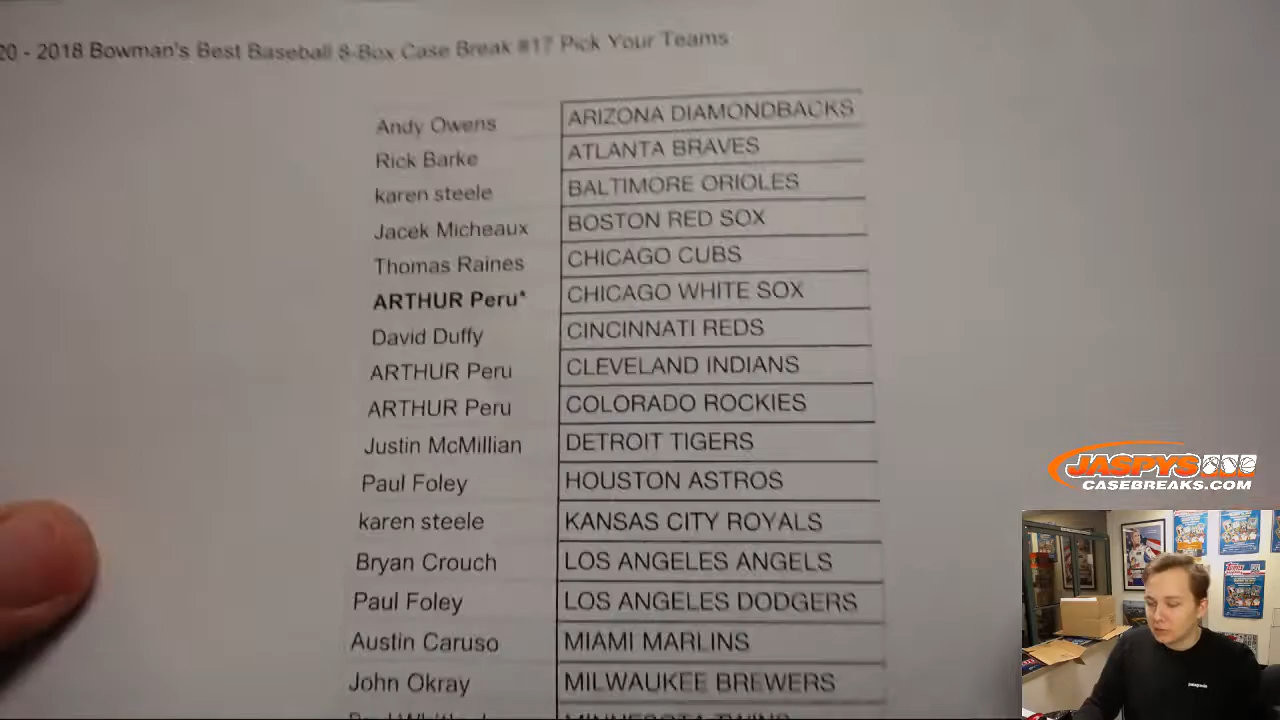 20 - 2018 Bowman's Best Baseball 8-Box Case Break #17 Pick Your Teams
Andy Owens ARIZONA DIAMONDBACKS
Rick Barke ATLANTA BRAVES
karen steele BALTIMORE ORIOLES
Jacek Micheaux BOSTON RED SOX
Thomas Raines CHICAGO CUBS
ARTHUR Peru* CHICAGO WHITE SOX
David Duffy CINCINNATI REDS
ARTHUR Peru CLEVELAND INDIANS
ARTHUR Peru COLORADO ROCKIES
Justin McMillian DETROIT TIGERS
Paul Foley HOUSTON ASTROS
karen steele KANSAS CITY ROYALS
Bryan Crouch LOS ANGELES ANGELS
Paul Foley LOS ANGELES DODGERS
Austin Caruso MIAMI MARLINS
John Okray MILWAUKEE BREWERS
MINNESOTA TWINS
JASPYS
CASEBREAKS.COM